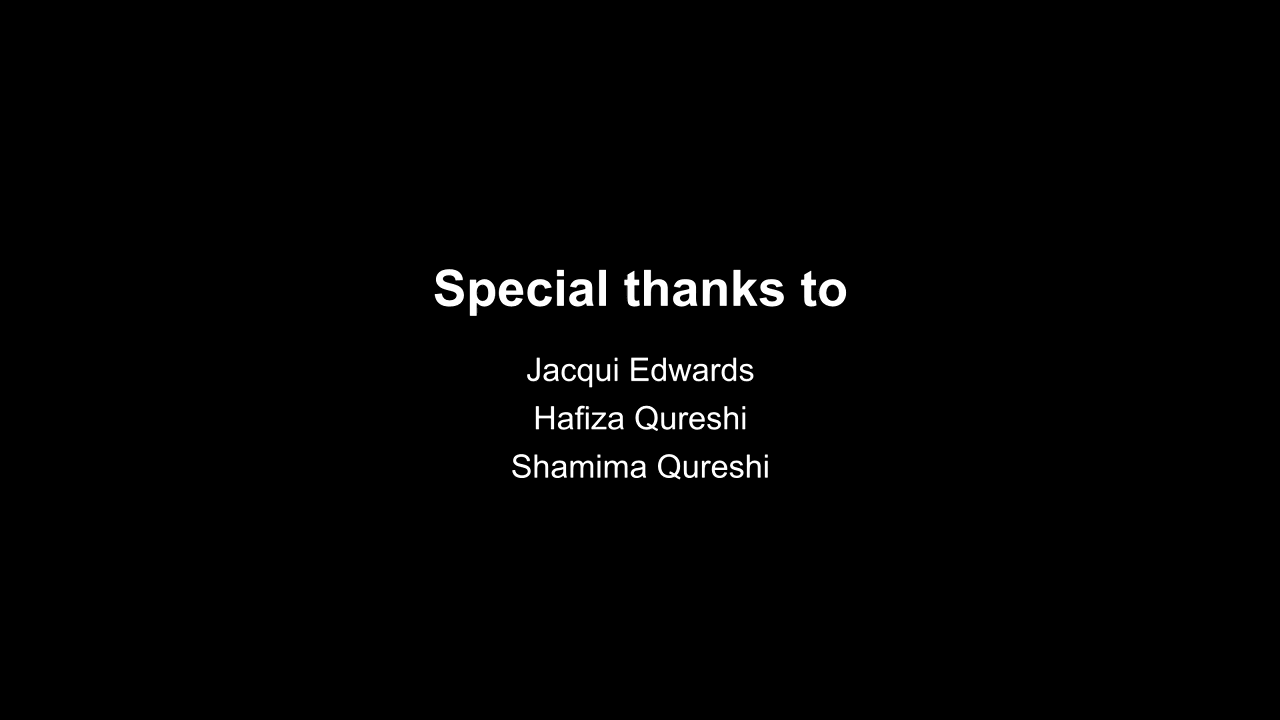 Special thanks to
Jacqui Edwards
Hafiza Qureshi
Shamima Qureshi